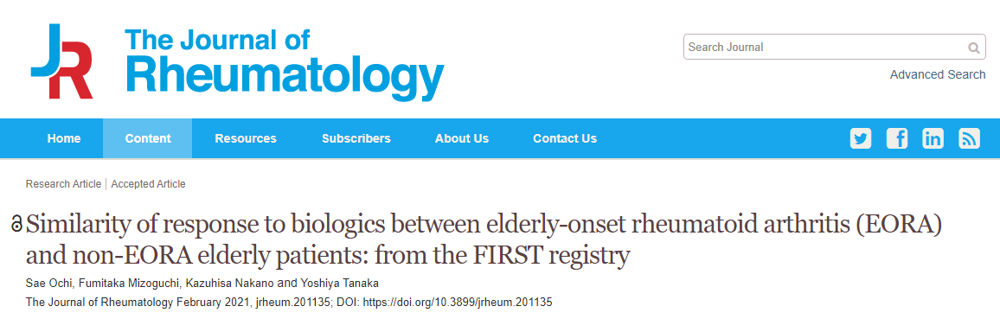 JR
The Journal of
Rheumatology
Search Journal
Advanced Search
Home Content Resources Subscribers About Us Contact Us
Research Article | Accepted Article
Similarity of response to biologics between elderly-onset rheumatoid arthritis (EORA)
and non-EORA elderly patients: from the FIRST registry
Sae Ochi, Fumitaka Mizoguchi, Kazuhisa Nakano and Yoshiya Tanaka
The Journal of Rheumatology February 2021, jrheum.201135; DOI: https://doi.org/10.3899/jrheum.201135